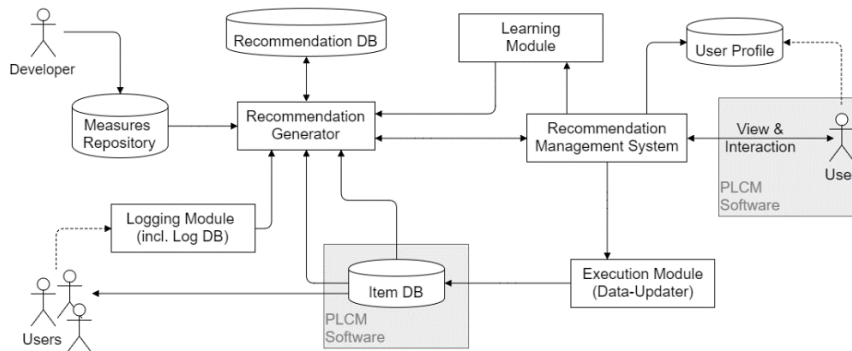 Developer
Recommendation DB
Learning
Module
User Profile
Measures
Repository
Recommendation
Generator
Recommendation
Management System
View &
Interaction
User
PLCM
Software
Logging Module
(incl. Log DB)
Users
Item DB
PLCM
Software
Execution Module
(Data-Updater)